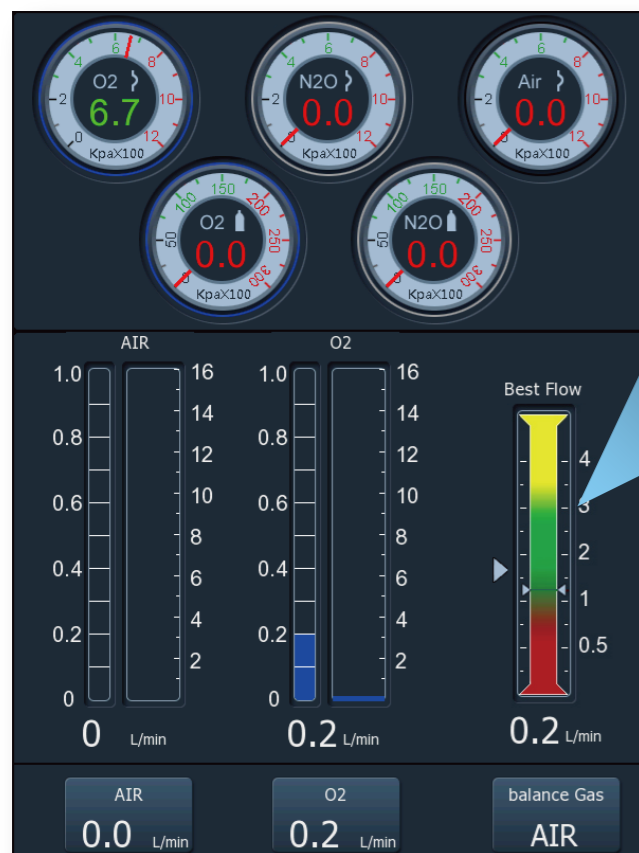 O2
6.7
KpaX100
0 2 4 6 8 10 12
N2O
0.0
KpaX100
0 2 4 6 8 10 12
Air
0.0
KpaX100
0 2 4 6 8 10 12
O2
0.0
KpaX100
0 50 100 150 200 250 300
N2O
0.0
KpaX100
0 50 100 150 200 250 300
AIR
1.0 16
14
0.8
12
0.6 10
8
0.4
6
4
0.2
2
0
0 L/min
O2
1.0 16
14
0.8
12
0.6 10
8
0.4
6
4
0.2
2
0
0.2 L/min
Best Flow
4
3
2
1
0.5
0.2 L/min
AIR
0.0 L/min
O2
0.2 L/min
balance Gas
AIR